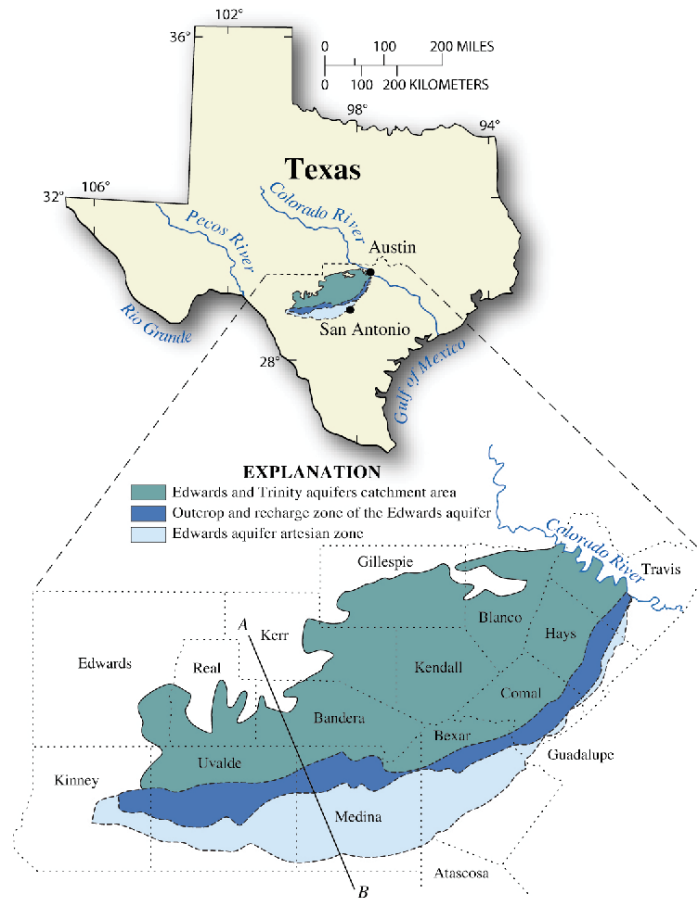 102°
36°
0 100 200 MILES
0 100 200 KILOMETERS
98°
94°
Texas
32°
106°
Colorado River
Pecos River
Austin
Rio Grande
San Antonio
28°
Gulf of Mexico
EXPLANATION
Edwards and Trinity aquifers catchment area
Outcrop and recharge zone of the Edwards aquifer
Edwards aquifer artesian zone
Colorado River
Gillespie
Travis
Blanco
A
Kerr
Hays
Edwards
Real
Kendall
Comal
Bandera
Bexar
Uvalde
Guadalupe
Kinney
Medina
Atascosa
B